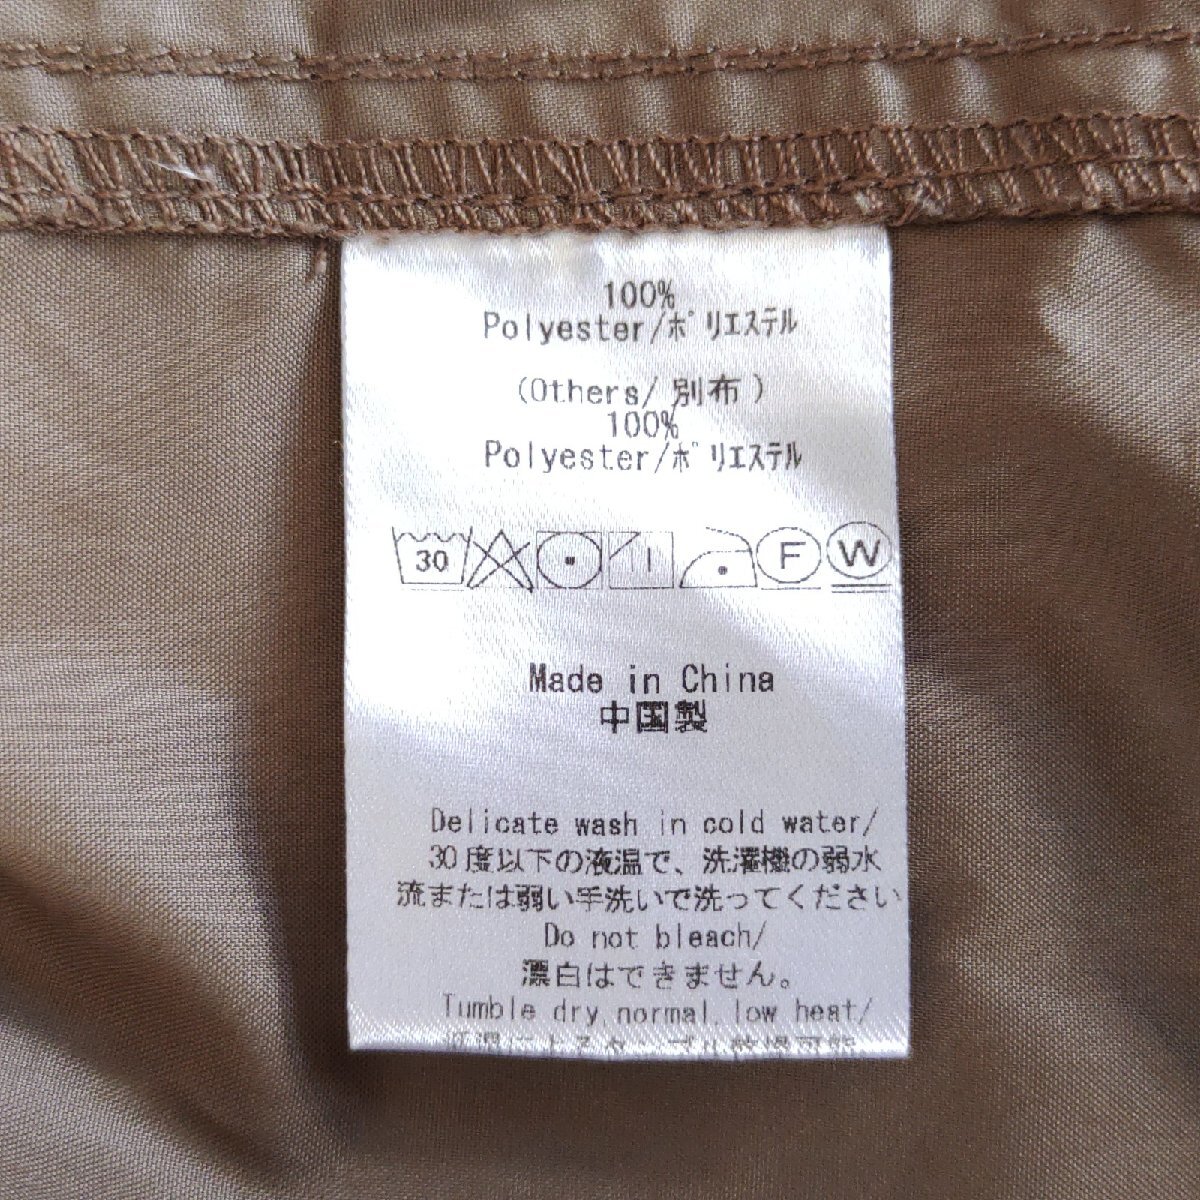 100%
Polyester/ポリエステル
(Others/ 別布 )
100%
Polyester/ポリエステル
30 F W
Made in China
中国製
Delicate wash in cold water/
30度以下の液温で、洗濯機の弱水
流または弱い手洗いで洗ってください
Do not bleach/
漂白はできません。
Tumble dry,normal,low heat/